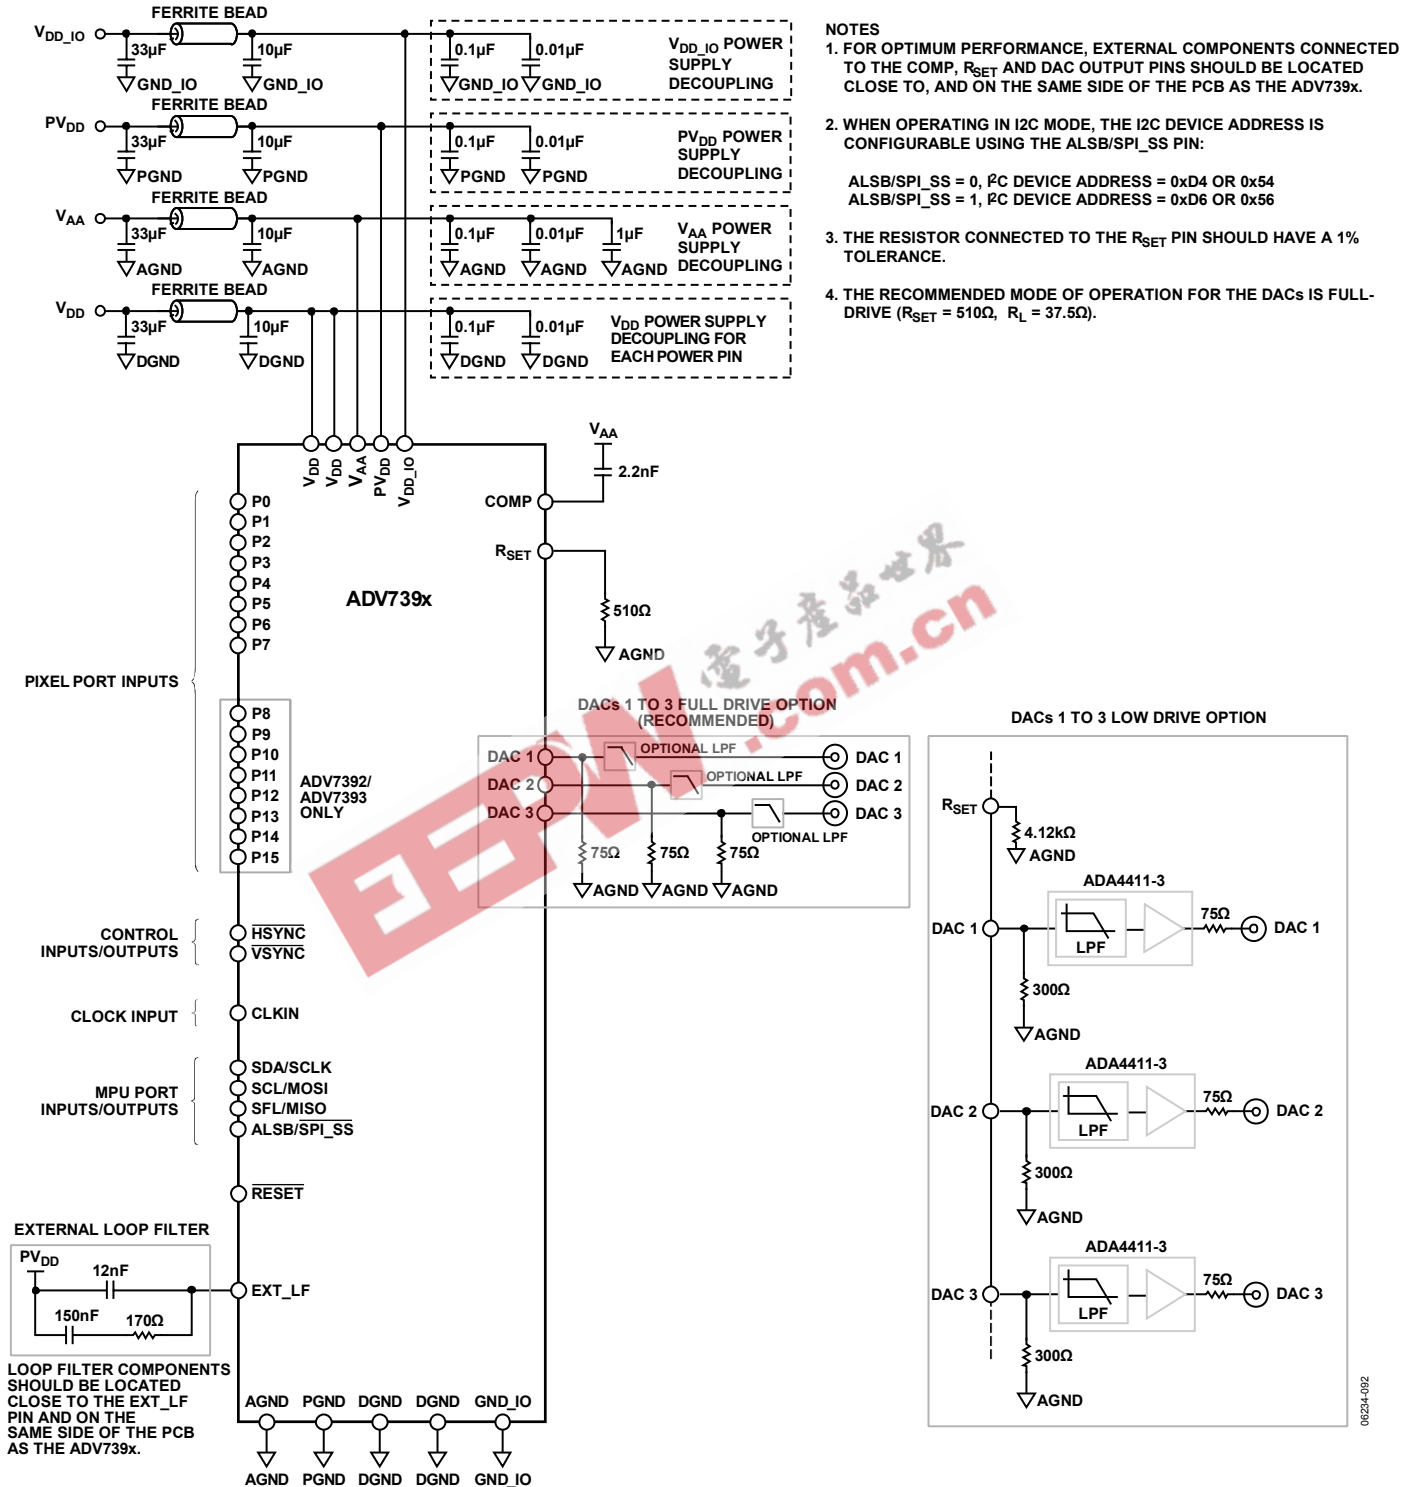 FERRITE BEAD
VDD_IO
33µF
10µF
0.1µF
0.01µF
GND_IO
GND_IO
GND_IO
GND_IO
VDD_IO POWER
SUPPLY
DECOUPLING
FERRITE BEAD
PVDD
33µF
10µF
0.1µF
0.01µF
PGND
PGND
PGND
PGND
PVDD POWER
SUPPLY
DECOUPLING
FERRITE BEAD
VAA
33µF
10µF
0.1µF
0.01µF
1µF
AGND
AGND
AGND
AGND
AGND
VAA POWER
SUPPLY
DECOUPLING
FERRITE BEAD
VDD
33µF
10µF
0.1µF
0.01µF
DGND
DGND
DGND
DGND
VDD POWER SUPPLY
DECOUPLING FOR
EACH POWER PIN
NOTES
1. FOR OPTIMUM PERFORMANCE, EXTERNAL COMPONENTS CONNECTED
TO THE COMP, RSET AND DAC OUTPUT PINS SHOULD BE LOCATED
CLOSE TO, AND ON THE SAME SIDE OF THE PCB AS THE ADV739x.
2. WHEN OPERATING IN I2C MODE, THE I2C DEVICE ADDRESS IS
CONFIGURABLE USING THE ALSB/SPI_SS PIN:
ALSB/SPI_SS = 0, I2C DEVICE ADDRESS = 0xD4 OR 0x54
ALSB/SPI_SS = 1, I2C DEVICE ADDRESS = 0xD6 OR 0x56
3. THE RESISTOR CONNECTED TO THE RSET PIN SHOULD HAVE A 1%
TOLERANCE.
4. THE RECOMMENDED MODE OF OPERATION FOR THE DACs IS FULL-
DRIVE (RSET = 510Ω, RL = 37.5Ω).
VDD
VDD
VAA
PVDD
VDD_IO
VAA
2.2nF
COMP
RSET
510Ω
AGND
ADV739x
PIXEL PORT INPUTS
P0
P1
P2
P3
P4
P5
P6
P7
P8
P9
P10
P11
P12
P13
P14
P15
ADV7392/
ADV7393
ONLY
DACs 1 TO 3 FULL DRIVE OPTION
(RECOMMENDED)
DAC 1
OPTIONAL LPF
DAC 1
DAC 2
OPTIONAL LPF
DAC 2
DAC 3
OPTIONAL LPF
DAC 3
75Ω
75Ω
75Ω
AGND
AGND
AGND
CONTROL
INPUTS/OUTPUTS
HSYNC
VSYNC
CLOCK INPUT
CLKIN
MPU PORT
INPUTS/OUTPUTS
SDA/SCLK
SCL/MOSI
SFL/MISO
ALSB/SPI_SS
RESET
EXTERNAL LOOP FILTER
PVDD
12nF
150nF
170Ω
EXT_LF
LOOP FILTER COMPONENTS
SHOULD BE LOCATED
CLOSE TO THE EXT_LF
PIN AND ON THE
SAME SIDE OF THE PCB
AS THE ADV739x.
AGND
PGND
DGND
DGND
GND_IO
AGND
PGND
DGND
DGND
GND_IO
DACs 1 TO 3 LOW DRIVE OPTION
RSET
4.12kΩ
AGND
ADA4411-3
DAC 1
LPF
75Ω
DAC 1
300Ω
AGND
ADA4411-3
DAC 2
LPF
75Ω
DAC 2
300Ω
AGND
ADA4411-3
DAC 3
LPF
75Ω
DAC 3
300Ω
AGND
06234-092
EEPW
.com.cn
電子產品世界